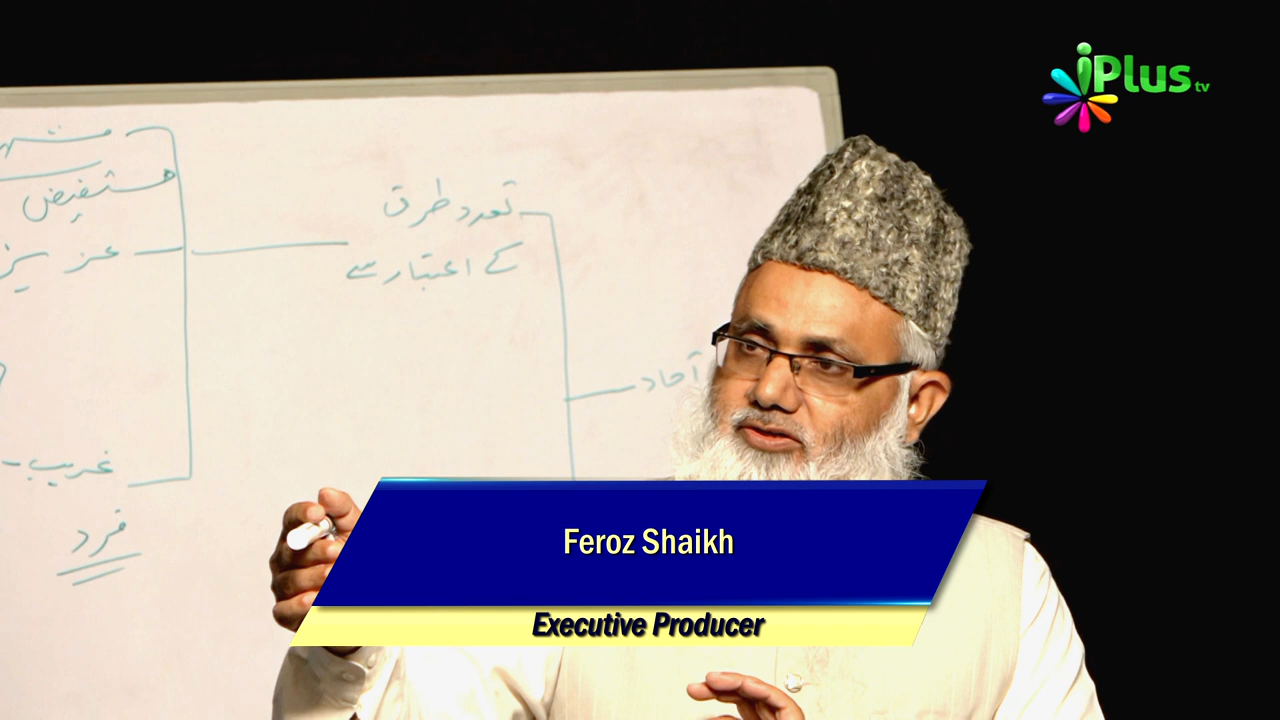 iPlus tv
تعدد طرق
کے اعتبار سے
آحاد
مستفیض
عزیز
غریب
فرد
Feroz Shaikh
Executive Producer